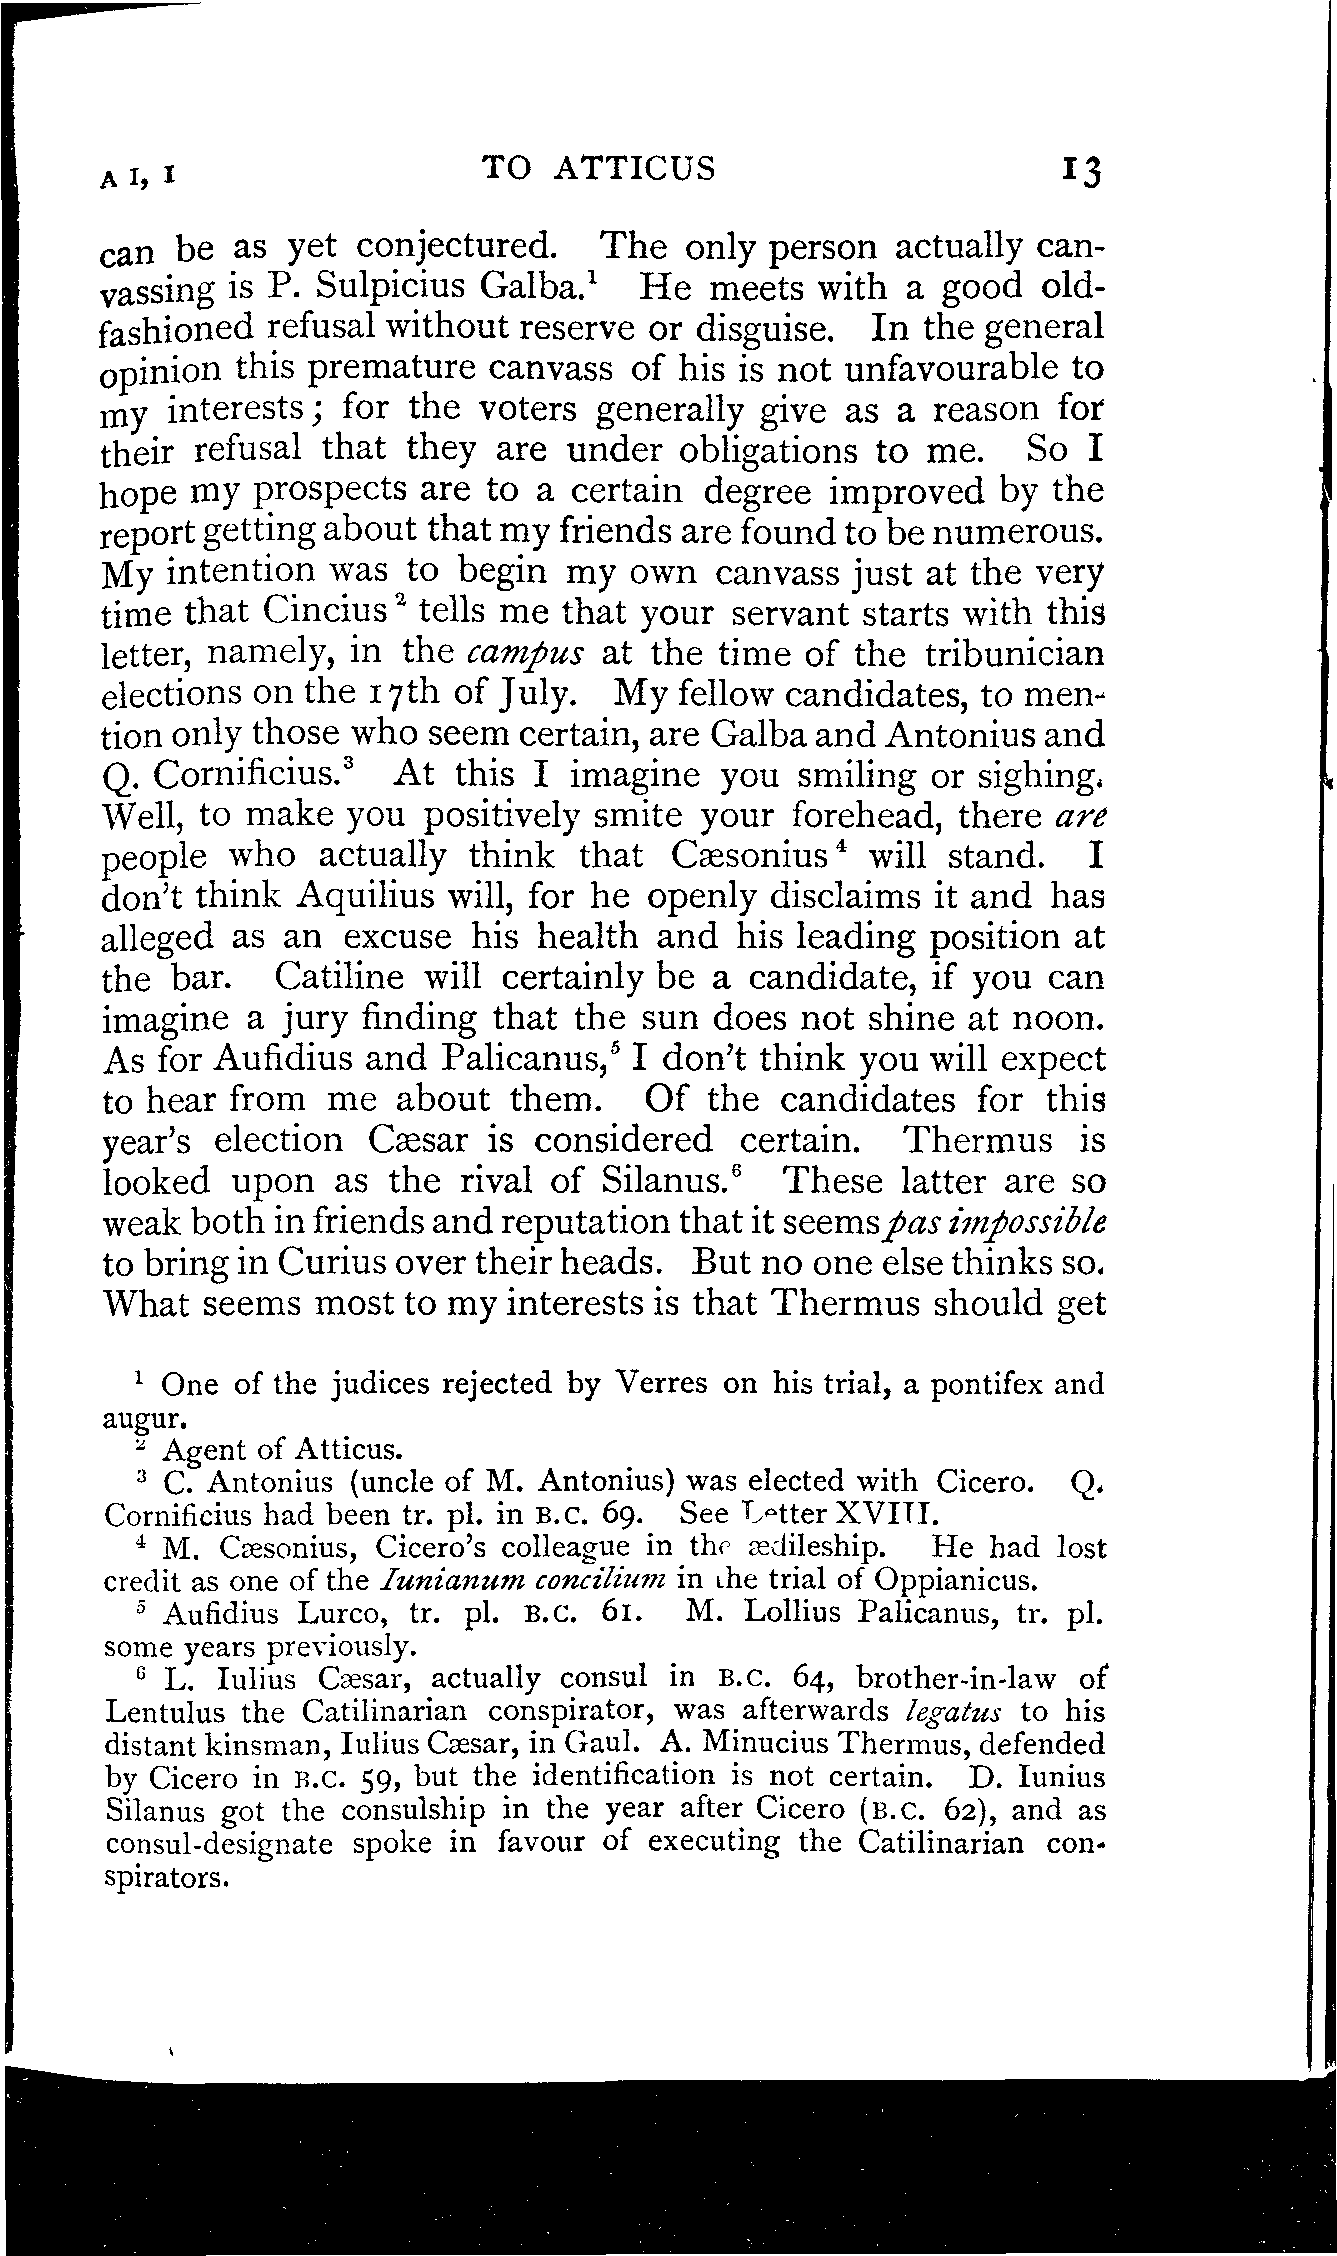 A I, I TO ATTICUS 13
can be as yet conjectured. The only person actually can-
vassing is P. Sulpicius Galba.¹ He meets with a good old-
fashioned refusal without reserve or disguise. In the general
opinion this premature canvass of his is not unfavourable to
my interests; for the voters generally give as a reason for
their refusal that they are under obligations to me. So I
hope my prospects are to a certain degree improved by the
report getting about that my friends are found to be numerous.
My intention was to begin my own canvass just at the very
time that Cincius² tells me that your servant starts with this
letter, namely, in the campus at the time of the tribunician
elections on the 17th of July. My fellow candidates, to men-
tion only those who seem certain, are Galba and Antonius and
Q. Cornificius.³ At this I imagine you smiling or sighing.
Well, to make you positively smite your forehead, there are
people who actually think that Cæsonius⁴ will stand. I
don't think Aquilius will, for he openly disclaims it and has
alleged as an excuse his health and his leading position at
the bar. Catiline will certainly be a candidate, if you can
imagine a jury finding that the sun does not shine at noon.
As for Aufidius and Palicanus,⁵ I don't think you will expect
to hear from me about them. Of the candidates for this
year's election Cæsar is considered certain. Thermus is
looked upon as the rival of Silanus.⁶ These latter are so
weak both in friends and reputation that it seems pas impossible
to bring in Curius over their heads. But no one else thinks so.
What seems most to my interests is that Thermus should get
¹ One of the judices rejected by Verres on his trial, a pontifex and
augur.
² Agent of Atticus.
³ C. Antonius (uncle of M. Antonius) was elected with Cicero. Q.
Cornificius had been tr. pl. in B.C. 69. See Letter XVIII.
⁴ M. Cæsonius, Cicero's colleague in the ædileship. He had lost
credit as one of the Iunianum concilium in the trial of Oppianicus.
⁵ Aufidius Lurco, tr. pl. B.C. 61. M. Lollius Palicanus, tr. pl.
some years previously.
⁶ L. Iulius Cæsar, actually consul in B.C. 64, brother-in-law of
Lentulus the Catilinarian conspirator, was afterwards legatus to his
distant kinsman, Iulius Cæsar, in Gaul. A. Minucius Thermus, defended
by Cicero in B.C. 59, but the identification is not certain. D. Iunius
Silanus got the consulship in the year after Cicero (B.C. 62), and as
consul-designate spoke in favour of executing the Catilinarian con-
spirators.